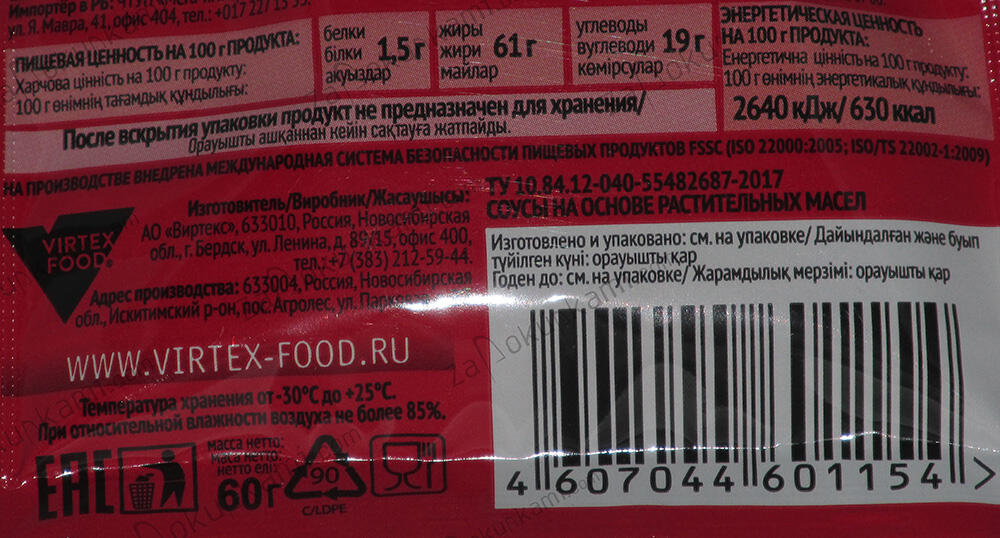 Импортёр в РБ:
ул. Я. Мавра, 41, офис 404, тел.: +017 227
ПИЩЕВАЯ ЦЕННОСТЬ НА 100 г ПРОДУКТА:
Харчова цінність на 100 г продукту:
100 г өнімнің тағамдық құндылығы:
белки
білки
ақуыздар
1,5 г
жиры
жири
майлар
61 г
углеводы
вуглеводи
көмірсулар
19 г
ЭНЕРГЕТИЧЕСКАЯ ЦЕННОСТЬ
НА 100 г ПРОДУКТА:
Енергетична цінність на 100 г продукту:
100 г өнімнің энергетикалық құндылығы:
2640 кДж/ 630 ккал
После вскрытия упаковки продукт не предназначен для хранения/
Орауышты ашқаннан кейін сақтауға жатпайды.
НА ПРОИЗВОДСТВЕ ВНЕДРЕНА МЕЖДУНАРОДНАЯ СИСТЕМА БЕЗОПАСНОСТИ ПИЩЕВЫХ ПРОДУКТОВ FSSC (ISO 22000:2005; ISO/TS 22002-1:2009)
VIRTEX
FOOD
Изготовитель/Виробник/Жасаушысы:
АО «Виртекс», 633010, Россия, Новосибирская
обл., г. Бердск, ул. Ленина, д. 89/15, офис 400,
тел.: +7 (383) 212-59-44.
Адрес производства: 633004, Россия, Новосибирская
обл., Искитимский р-он, пос. Агролес, ул. Парковая
WWW.VIRTEX-FOOD.RU
Температура хранения от -30°С до +25°С.
При относительной влажности воздуха не более 85%.
EAC
масса нетто:
маса нетто:
нетто елі:
60 г
90
C/LDPE
ТУ 10.84.12-040-55482687-2017
СОУСЫ НА ОСНОВЕ РАСТИТЕЛЬНЫХ МАСЕЛ
Изготовлено и упаковано: см. на упаковке/ Дайындалған және буып
түйілген күні: орауышты қар
Годен до: см. на упаковке/ Жарамдылық мерзімі: орауышты қар
4 607044 601154 >
zaDokunkami.com